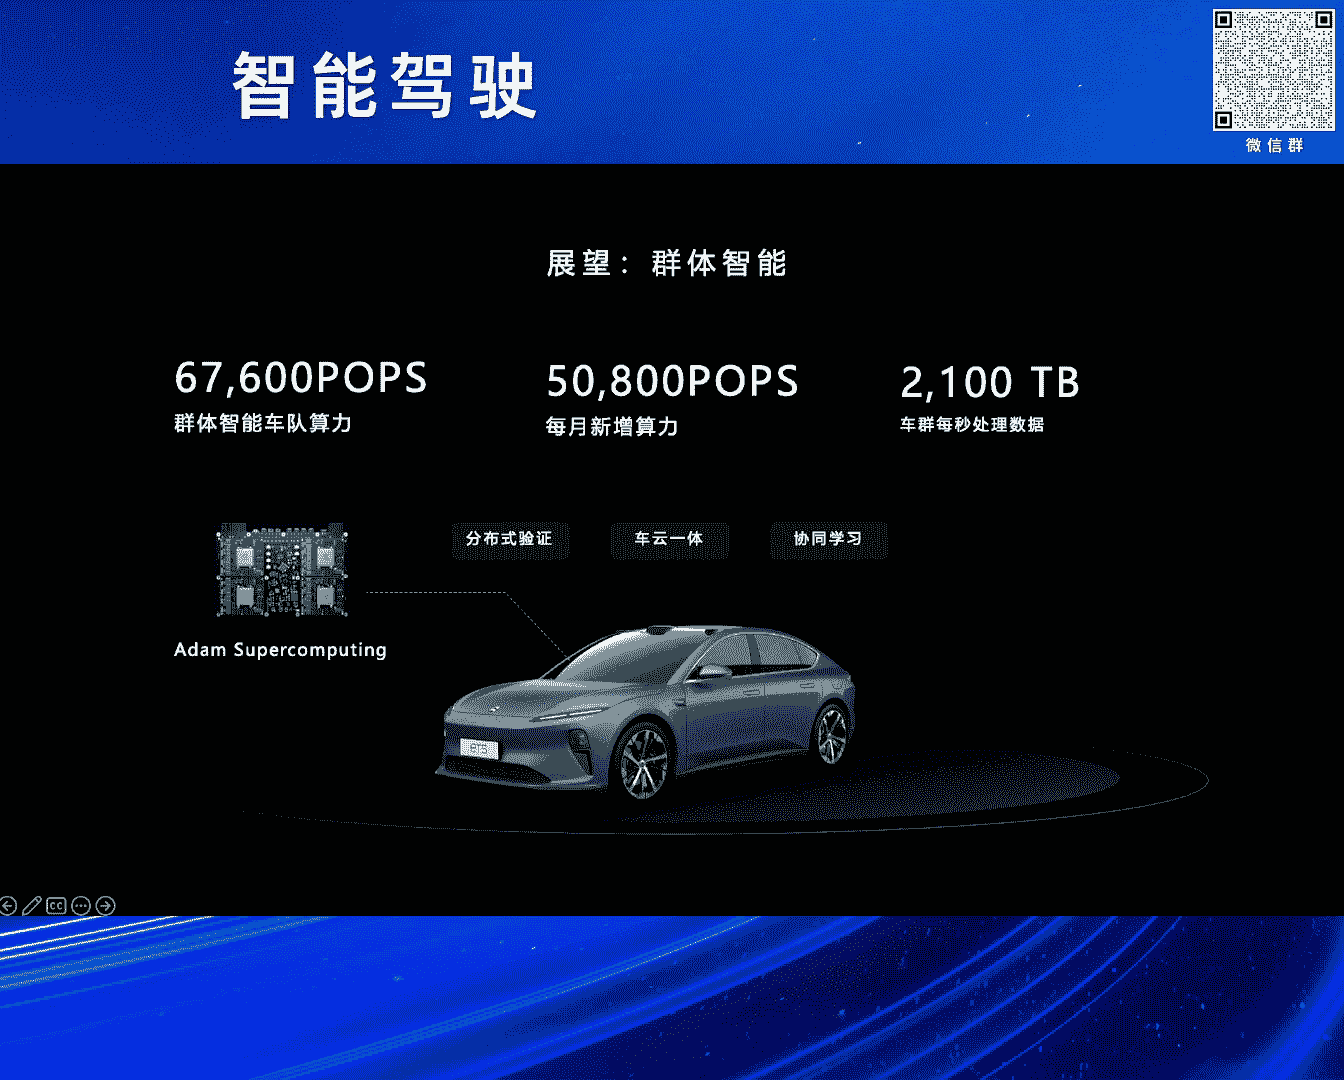 智能驾驶
微信群
展望：群体智能
67,600POPS
群体智能车队算力
50,800POPS
每月新增算力
2,100 TB
车群每秒处理数据
分布式验证
车云一体
协同学习
Adam Supercomputing
ET5
CC